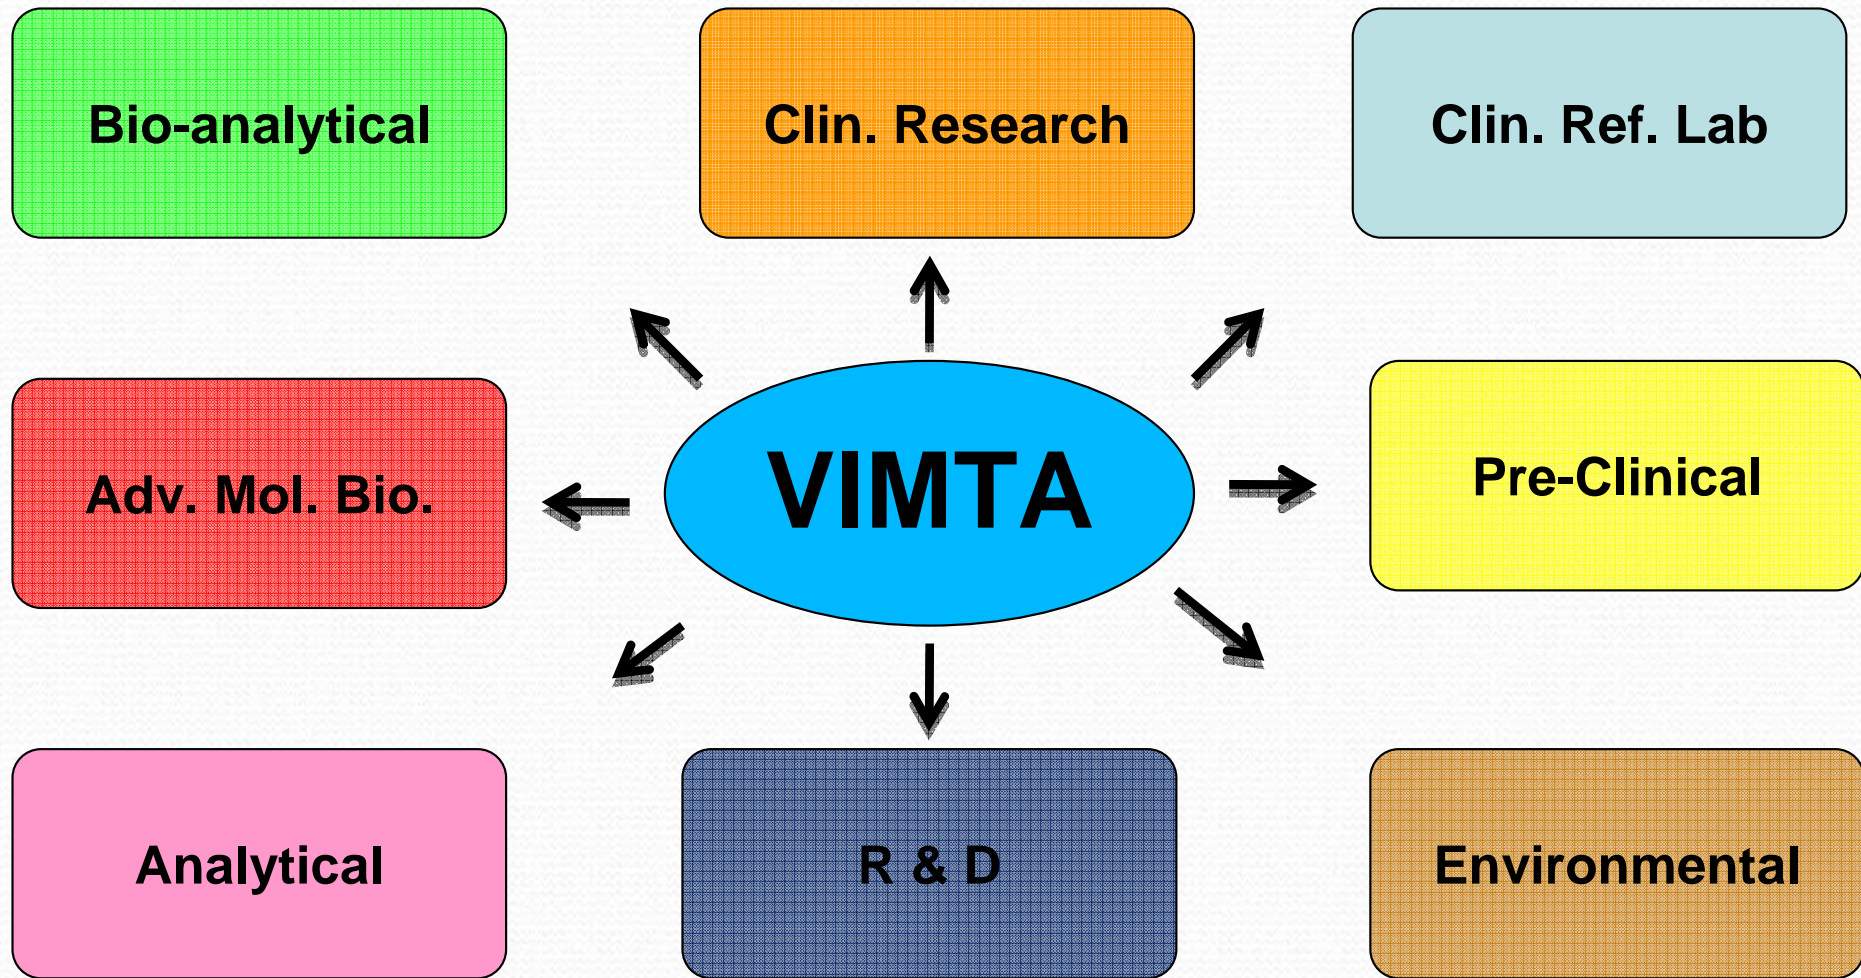 Bio-analytical
Clin. Research
Clin. Ref. Lab
Adv. Mol. Bio.
VIMTA
Pre-Clinical
Analytical
R & D
Environmental